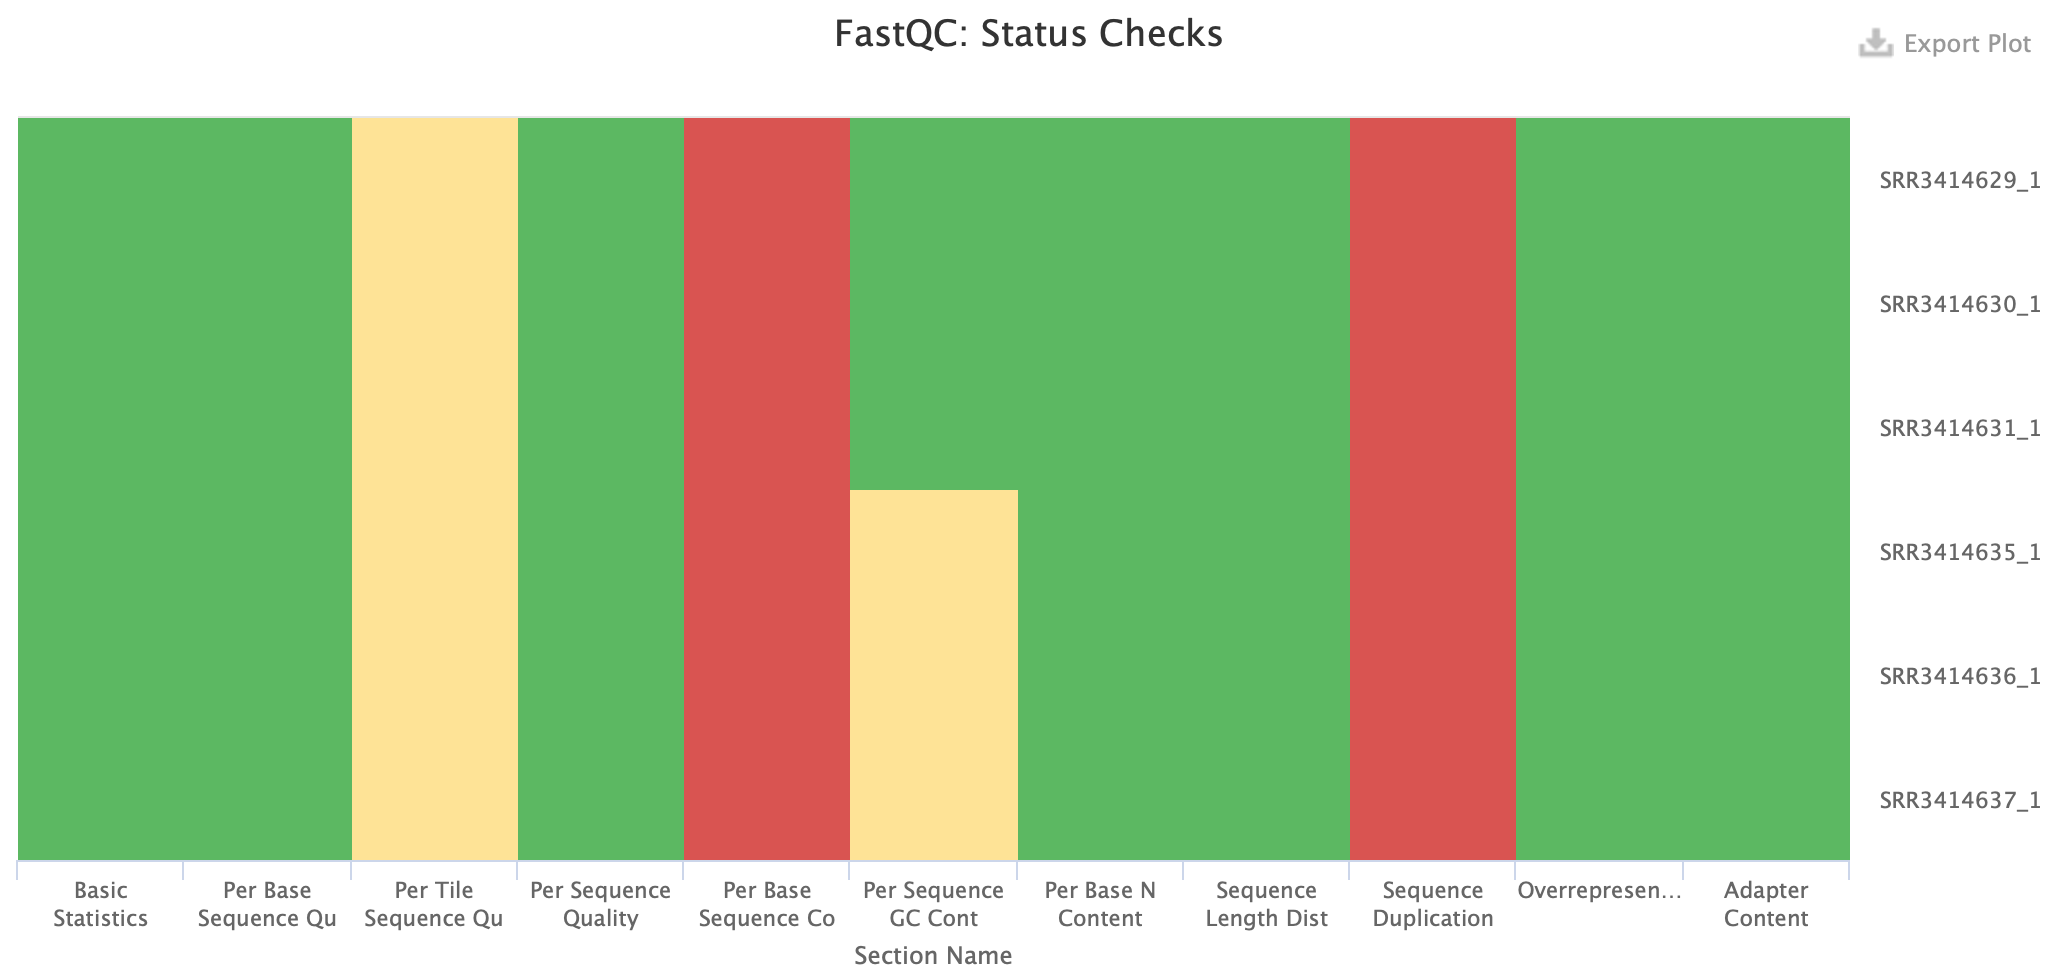 FastQC: Status Checks
Export Plot
SRR3414629_1
SRR3414630_1
SRR3414631_1
SRR3414635_1
SRR3414636_1
SRR3414637_1
Basic
Statistics
Per Base
Sequence Qu
Per Tile
Sequence Qu
Per Sequence
Quality
Per Base
Sequence Co
Per Sequence
GC Cont
Per Base N
Content
Sequence
Length Dist
Sequence
Duplication
Overrepresen…
Adapter
Content
Section Name